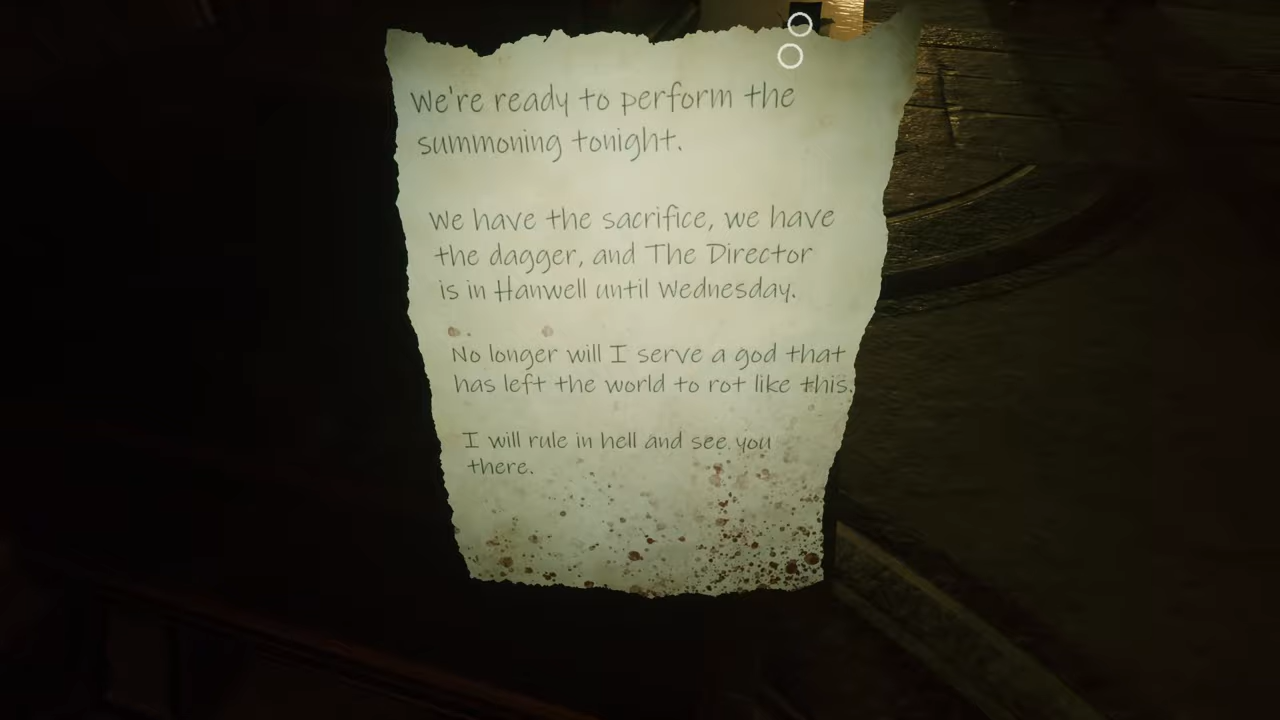 We're ready to perform the
summoning tonight.
We have the sacrifice, we have
the dagger, and The Director
is in Hanwell until Wednesday.
No longer will I serve a god that
has left the world to rot like this.
I will rule in hell and see you
there.